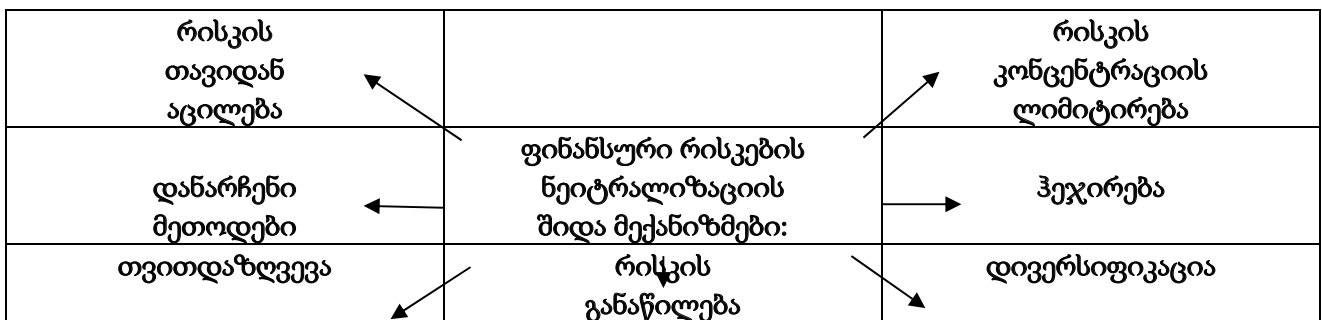 რისკის
თავიდან
აცილება
რისკის
კონცენტრაციის
ლიმიტირება
დანარჩენი
მეთოდები
ფინანსური რისკების
ნეიტრალიზაციის
შიდა მექანიზმები:
ჰეჯირება
თვითდაზღვევა
რისკის
განაწილება
დივერსიფიკაცია